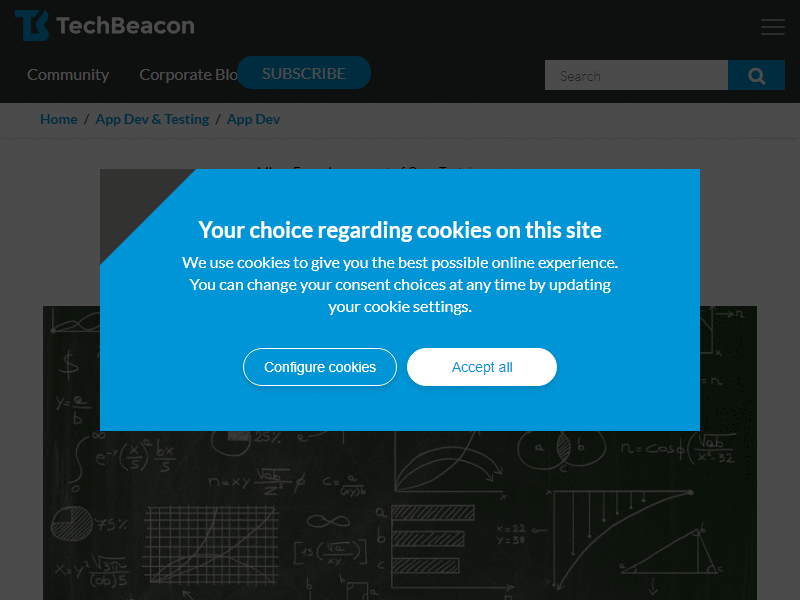 TechBeacon
Community
Corporate Blo
SUBSCRIBE
Search
Home / App Dev & Testing / App Dev
Your choice regarding cookies on this site
We use cookies to give you the best possible online experience.
You can change your consent choices at any time by updating
your cookie settings.
Configure cookies
Accept all
25%
75%